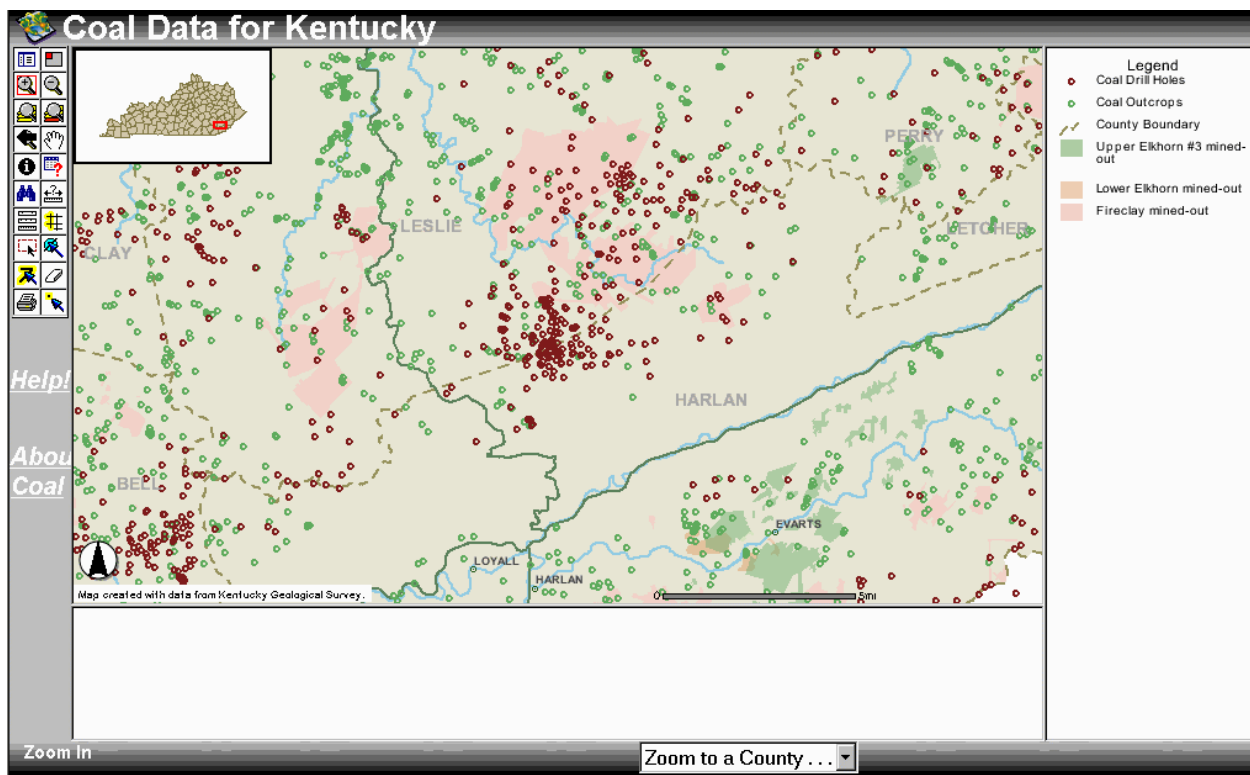 Coal Data for Kentucky
Legend
Coal Drill Holes
Coal Outcrops
County Boundary
Upper Elkhorn #3 mined-
out
Lower Elkhorn mined-out
Fireclay mined-out
PERRY
LESLIE
LETCHER
CLAY
HARLAN
BELL
EVARTS
LOYALL
HARLAN
Map created with data from Kentucky Geological Survey.
0 5mi
Help!
Abou
Coal
Zoom In
Zoom to a County . . .